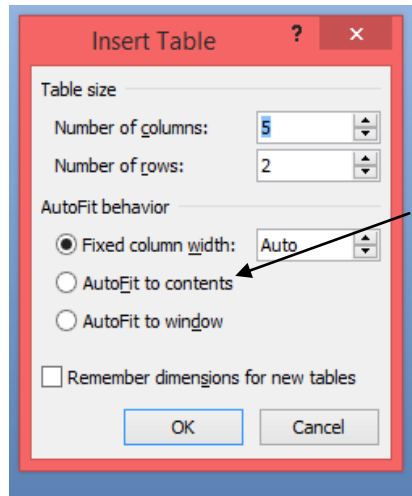 Insert Table ? ×
Table size
Number of columns: 5
Number of rows: 2
AutoFit behavior
Fixed column width: Auto
AutoFit to contents
AutoFit to window
Remember dimensions for new tables
OK Cancel